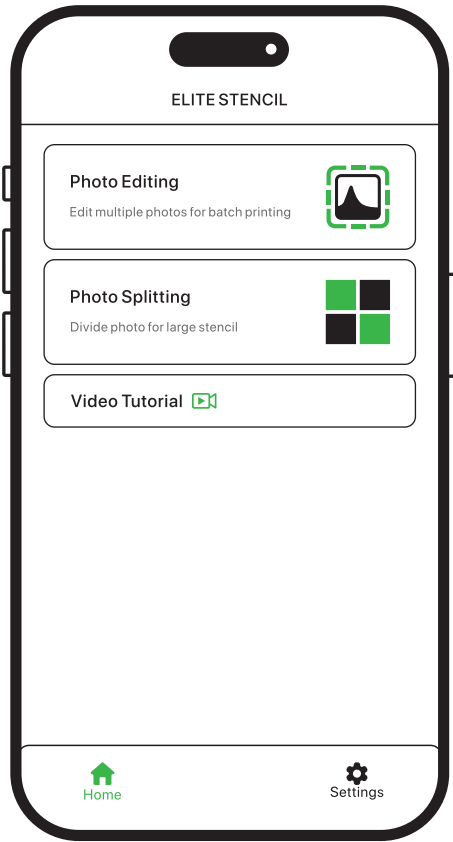 ELITE STENCIL
Photo Editing
Edit multiple photos for batch printing
Photo Splitting
Divide photo for large stencil
Video Tutorial
Home
Settings